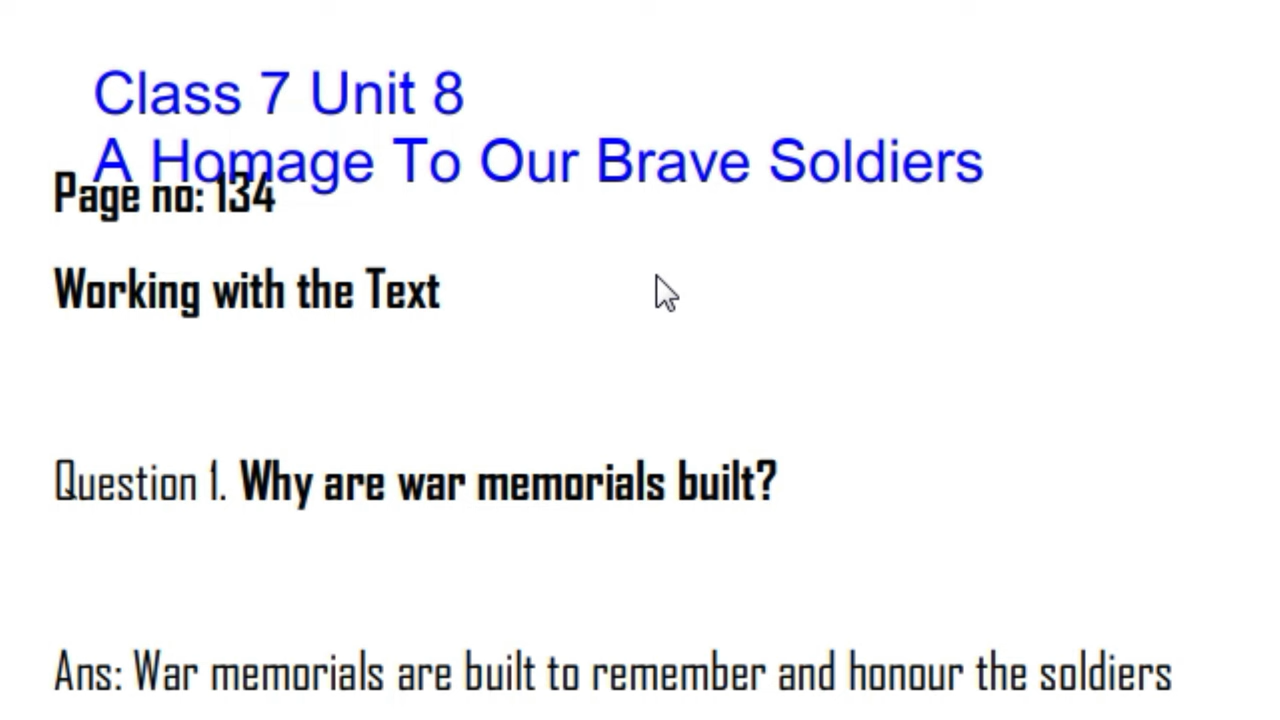 Class 7 Unit 8
A Homage To Our Brave Soldiers
Page no: 134
Working with the Text
Question 1. Why are war memorials built?
Ans: War memorials are built to remember and honour the soldiers